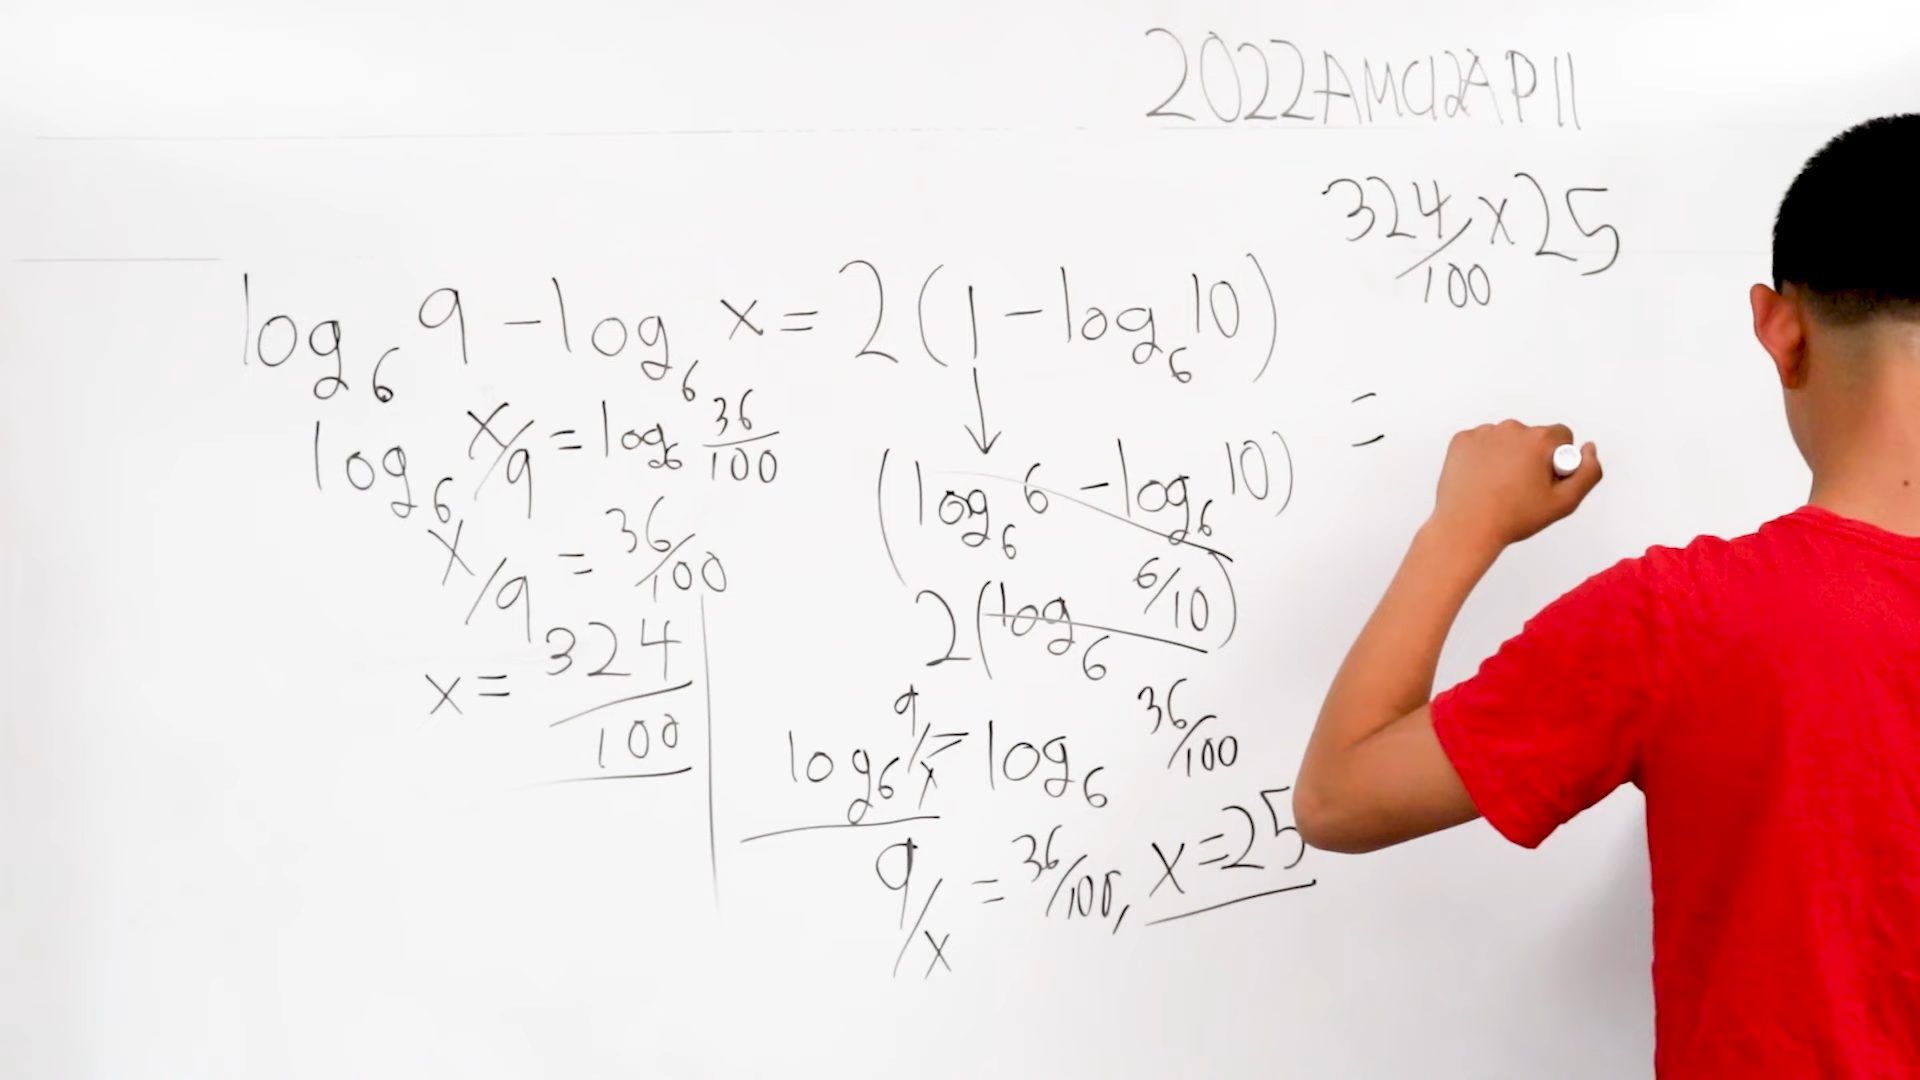 2022AMC12AP11
324/100 x 25
log₆ 9 - log₆ x = 2(1 - log₆ 10)
=
log₆ x/9 = log₆ 36/100
x/9 = 36/100
x = 324/100
(log₆ 6 - log₆ 10)
2(log₆ 6/10)
log₆ 9/x = log₆ 36/100
9/x = 36/100, x = 25